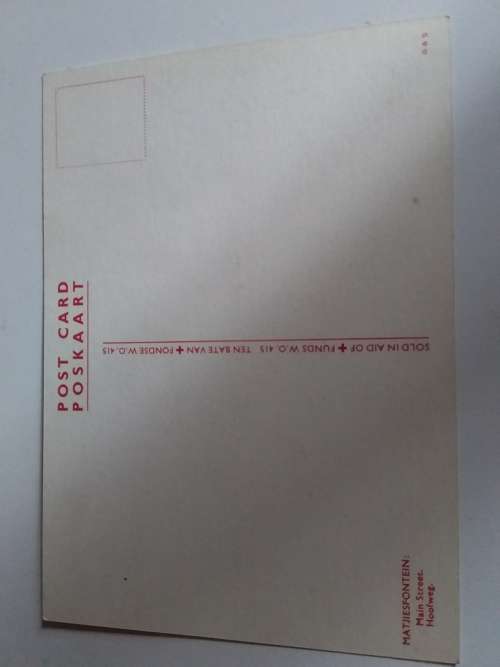 POST CARD
POSKAART
SOLD IN AID OF ✚ FUNDS W.O. 415 TEN BATE VAN ✚ FONDSE W.O. 415
MATJIESFONTEIN:
Main Street.
Hoofweg.